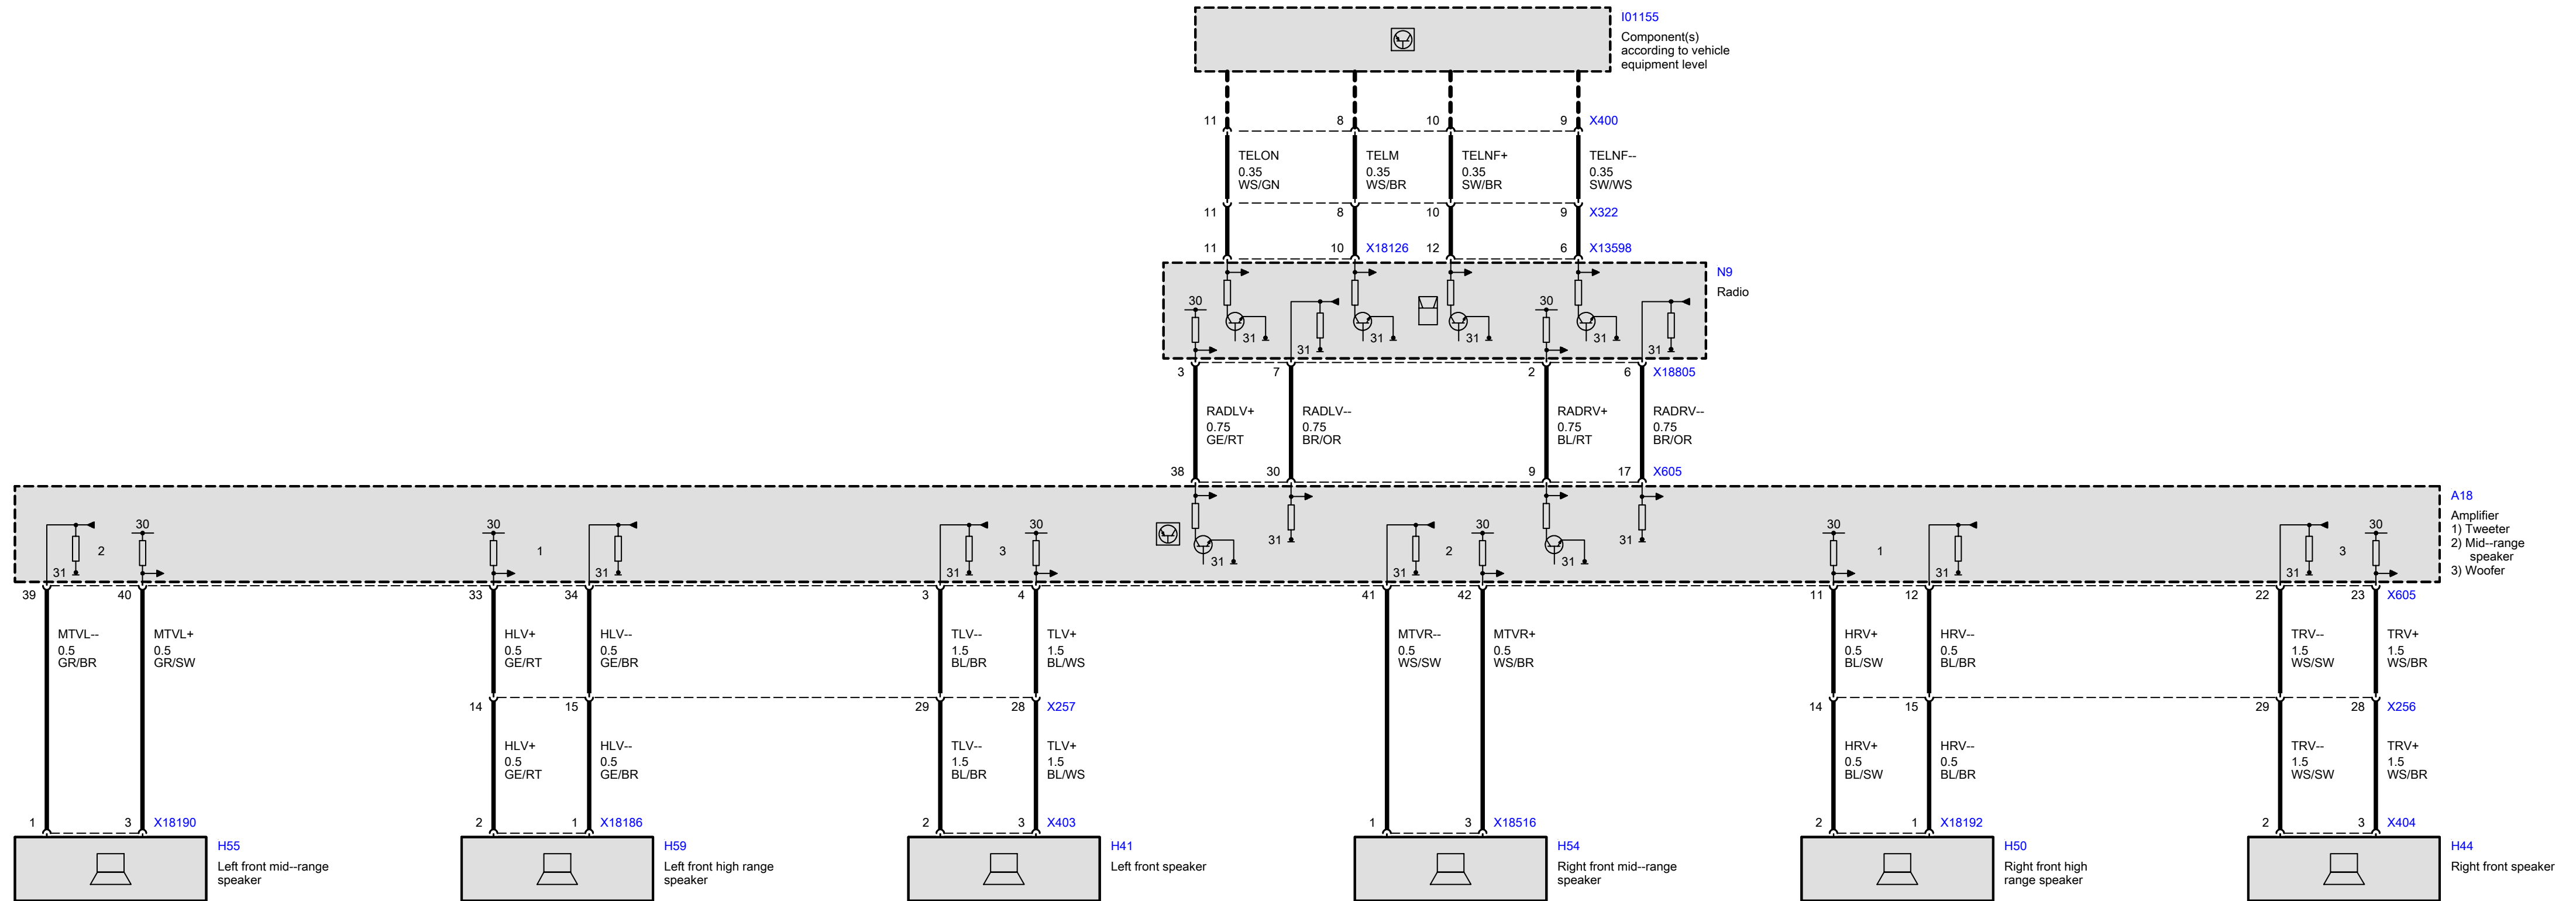 I01155
Component(s)
according to vehicle
equipment level
11 8 10 9 X400
TELON TELM TELNF+ TELNF--
0.35 0.35 0.35 0.35
WS/GN WS/BR SW/BR SW/WS
11 8 10 9 X322
11 10 X18126 12 6 X13598
N9
Radio
30 30
31 31 31 31
31 31
3 7 2 6 X18805
RADLV+ RADLV-- RADRV+ RADRV--
0.75 0.75 0.75 0.75
GE/RT BR/OR BL/RT BR/OR
38 30 9 17 X605
A18
Amplifier
1) Tweeter
2) Mid--range
speaker
3) Woofer
30 30 30 30 30 30
31 31
2 1 3 2 1 3
31 31
31 31 31 31 31 31
39 40 33 34 3 4 41 42 11 12 22 23 X605
MTVL-- MTVL+ HLV+ HLV-- TLV-- TLV+ MTVR-- MTVR+ HRV+ HRV-- TRV-- TRV+
0.5 0.5 0.5 0.5 1.5 1.5 0.5 0.5 0.5 0.5 1.5 1.5
GR/BR GR/SW GE/RT GE/BR BL/BR BL/WS WS/SW WS/BR BL/SW BL/BR WS/SW WS/BR
14 15 29 28 X257 14 15 29 28 X256
HLV+ HLV-- TLV-- TLV+ HRV+ HRV-- TRV-- TRV+
0.5 0.5 1.5 1.5 0.5 0.5 1.5 1.5
GE/RT GE/BR BL/BR BL/WS BL/SW BL/BR WS/SW WS/BR
1 3 X18190 2 1 X18186 2 3 X403 1 3 X18516 2 1 X18192 2 3 X404
H55
Left front mid--range
speaker
H59
Left front high range
speaker
H41
Left front speaker
H54
Right front mid--range
speaker
H50
Right front high
range speaker
H44
Right front speaker